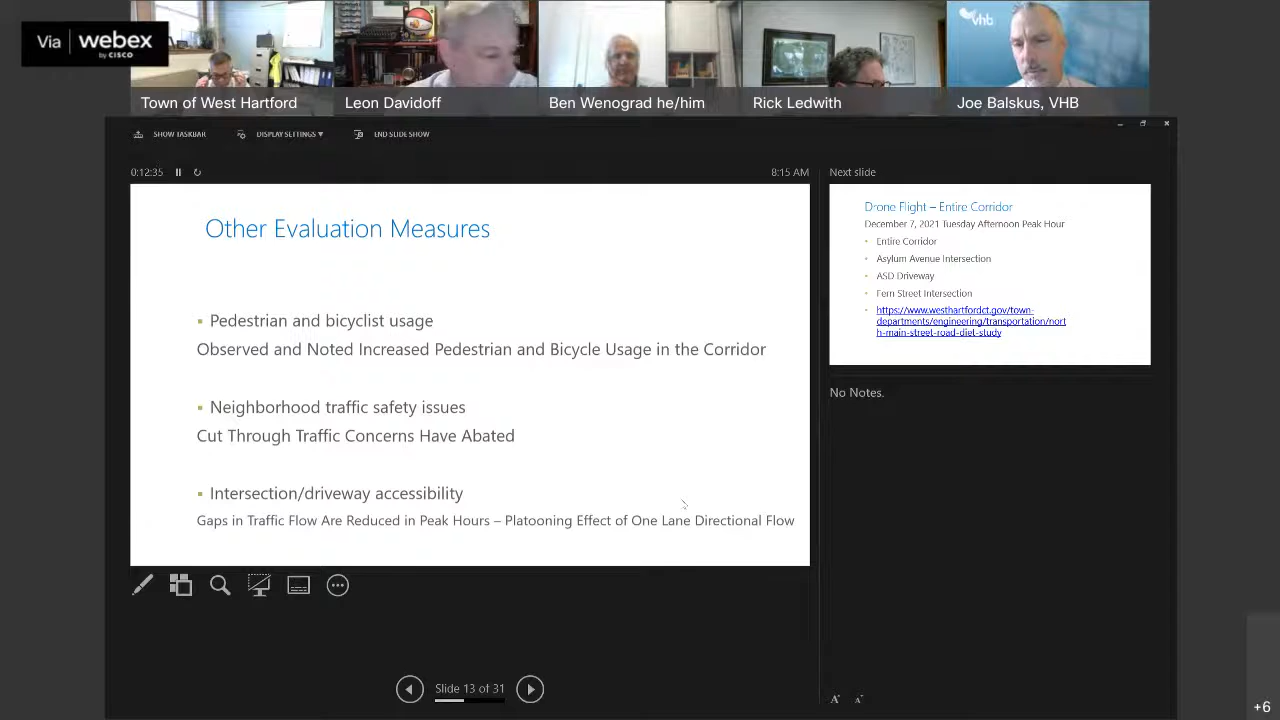 Via | webex
by CISCO
vhb
Town of West Hartford
Leon Davidoff
Ben Wenograd he/him
Rick Ledwith
Joe Balskus, VHB
SHOW TASKBAR
DISPLAY SETTINGS ▾
END SLIDE SHOW
0:12:35
8:15 AM
Other Evaluation Measures
▪ Pedestrian and bicyclist usage
Observed and Noted Increased Pedestrian and Bicycle Usage in the Corridor
▪ Neighborhood traffic safety issues
Cut Through Traffic Concerns Have Abated
▪ Intersection/driveway accessibility
Gaps in Traffic Flow Are Reduced in Peak Hours – Platooning Effect of One Lane Directional Flow
Next slide
Drone Flight – Entire Corridor
December 7, 2021 Tuesday Afternoon Peak Hour
• Entire Corridor
• Asylum Avenue Intersection
• ASD Driveway
• Fern Street Intersection
• https://www.westhartfordct.gov/town-
departments/engineering/transportation/nort
h-main-street-road-diet-study
No Notes.
Slide 13 of 31
A A
+6